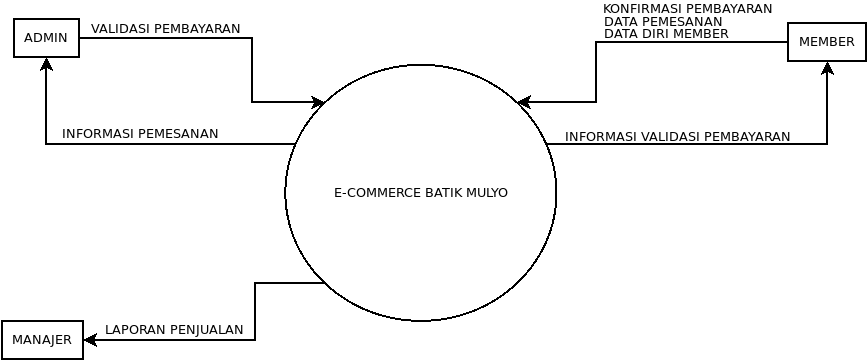 KONFIRMASI PEMBAYARAN
DATA PEMESANAN
DATA DIRI MEMBER
ADMIN
VALIDASI PEMBAYARAN
MEMBER
INFORMASI PEMESANAN
INFORMASI VALIDASI PEMBAYARAN
E-COMMERCE BATIK MULYO
LAPORAN PENJUALAN
MANAJER